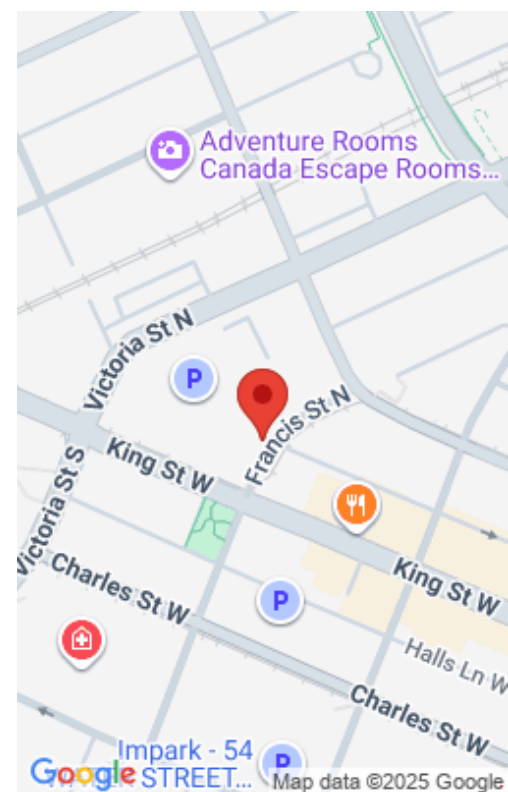 Adventure Rooms
Canada Escape Rooms...
Victoria St N
P
Francis St N
King St W
Victoria St S
Charles St W
P
King St W
Halls Ln W
Charles St W
Impark - 54
STREET...
P
Google
Map data ©2025 Google